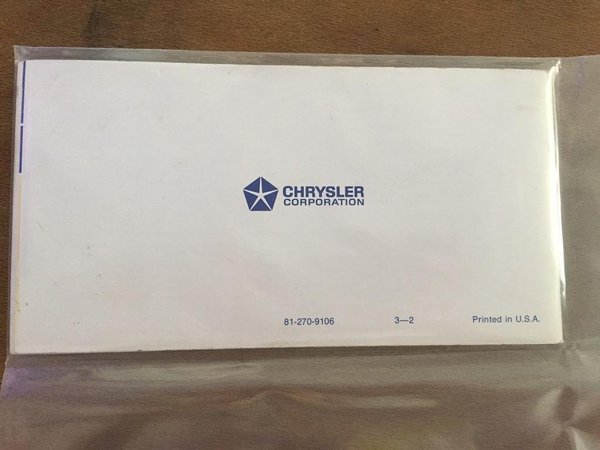 CHRYSLER
CORPORATION
81-270-9106 3—2 Printed in U.S.A.